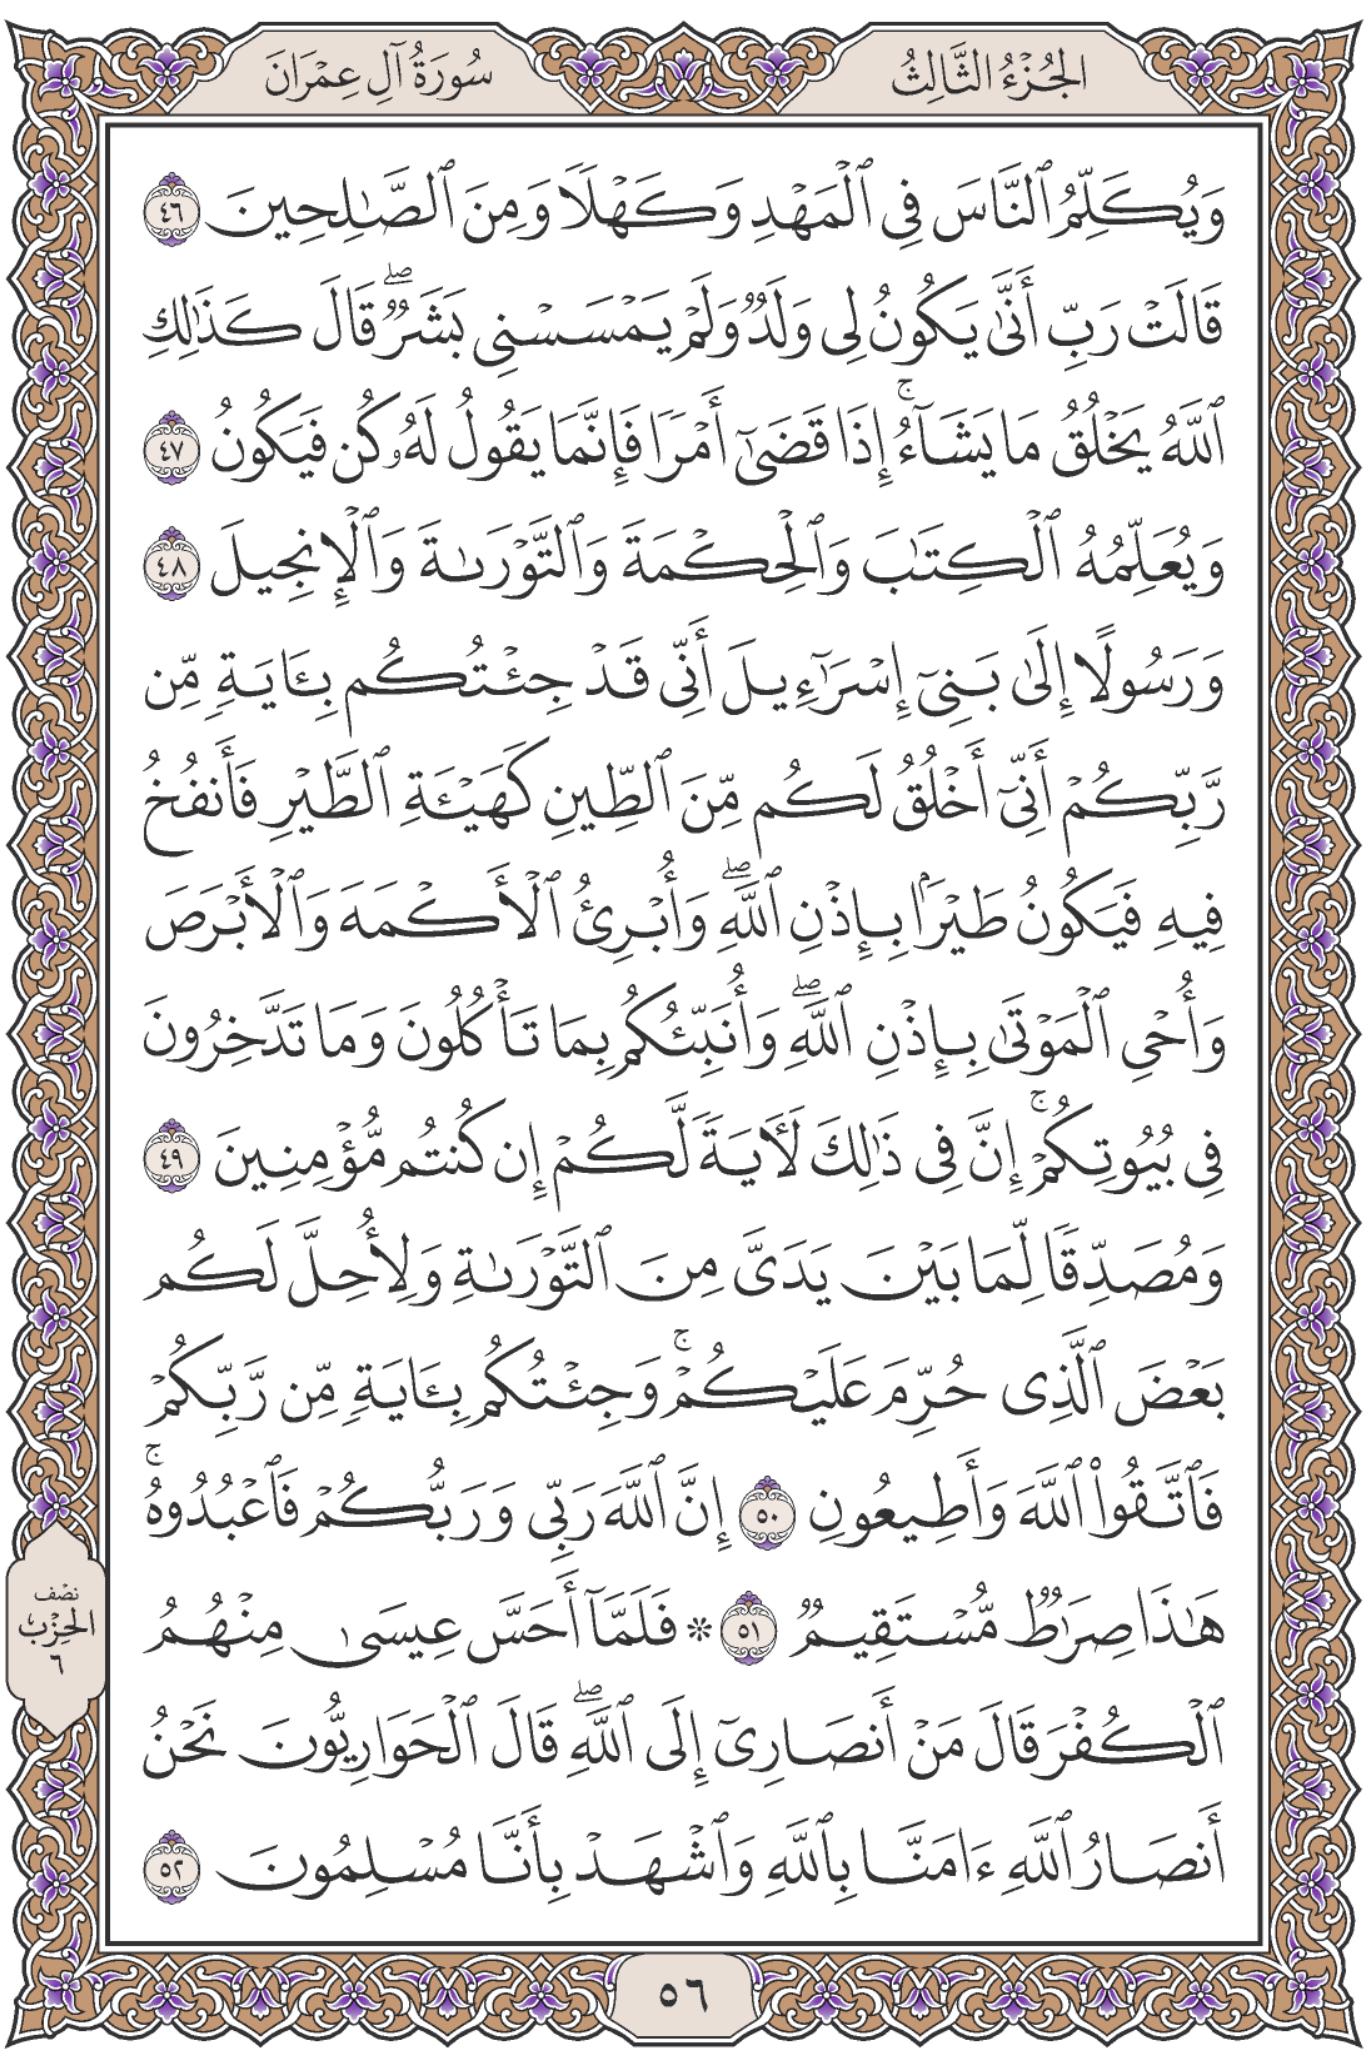 الجُزْءُ الثَّالِثُ
سُورَةُ آلِ عِمْرَانَ
وَيُكَلِّمُ ٱلنَّاسَ فِي ٱلْمَهْدِ وَكَهْلًا وَمِنَ ٱلصَّٰلِحِينَ ٤٦
قَالَتْ رَبِّ أَنَّىٰ يَكُونُ لِي وَلَدٌ وَلَمْ يَمْسَسْنِي بَشَرٌ ۖ قَالَ كَذَٰلِكِ
ٱللَّهُ يَخْلُقُ مَا يَشَآءُ ۚ إِذَا قَضَىٰٓ أَمْرًا فَإِنَّمَا يَقُولُ لَهُۥ كُن فَيَكُونُ ٤٧
وَيُعَلِّمُهُ ٱلْكِتَٰبَ وَٱلْحِكْمَةَ وَٱلتَّوْرَىٰةَ وَٱلْإِنجِيلَ ٤٨
وَرَسُولًا إِلَىٰ بَنِيٓ إِسْرَٰٓءِيلَ أَنِّي قَدْ جِئْتُكُم بِـَٔايَةٍ مِّن
رَّبِّكُمْ أَنِّيٓ أَخْلُقُ لَكُم مِّنَ ٱلطِّينِ كَهَيْـَٔةِ ٱلطَّيْرِ فَأَنفُخُ
فِيهِ فَيَكُونُ طَيْرًۢا بِإِذْنِ ٱللَّهِ ۖ وَأُبْرِئُ ٱلْأَكْمَهَ وَٱلْأَبْرَصَ
وَأُحْيِ ٱلْمَوْتَىٰ بِإِذْنِ ٱللَّهِ ۖ وَأُنَبِّئُكُم بِمَا تَأْكُلُونَ وَمَا تَدَّخِرُونَ
فِي بُيُوتِكُمْ ۚ إِنَّ فِي ذَٰلِكَ لَـَٔايَةً لَّكُمْ إِن كُنتُم مُّؤْمِنِينَ ٤٩
وَمُصَدِّقًا لِّمَا بَيْنَ يَدَيَّ مِنَ ٱلتَّوْرَىٰةِ وَلِأُحِلَّ لَكُم
بَعْضَ ٱلَّذِي حُرِّمَ عَلَيْكُمْ ۚ وَجِئْتُكُم بِـَٔايَةٍ مِّن رَّبِّكُمْ
فَٱتَّقُوا۟ ٱللَّهَ وَأَطِيعُونِ ٥٠ إِنَّ ٱللَّهَ رَبِّي وَرَبُّكُمْ فَٱعْبُدُوهُ ۚ
هَٰذَا صِرَٰطٌ مُّسْتَقِيمٌ ٥١ ۞ فَلَمَّآ أَحَسَّ عِيسَىٰ مِنْهُمُ
ٱلْكُفْرَ قَالَ مَنْ أَنصَارِيٓ إِلَى ٱللَّهِ ۖ قَالَ ٱلْحَوَارِيُّونَ نَحْنُ
أَنصَارُ ٱللَّهِ ءَامَنَّا بِٱللَّهِ وَٱشْهَدْ بِأَنَّا مُسْلِمُونَ ٥٢
نصف
الحزب
٦
٥٦